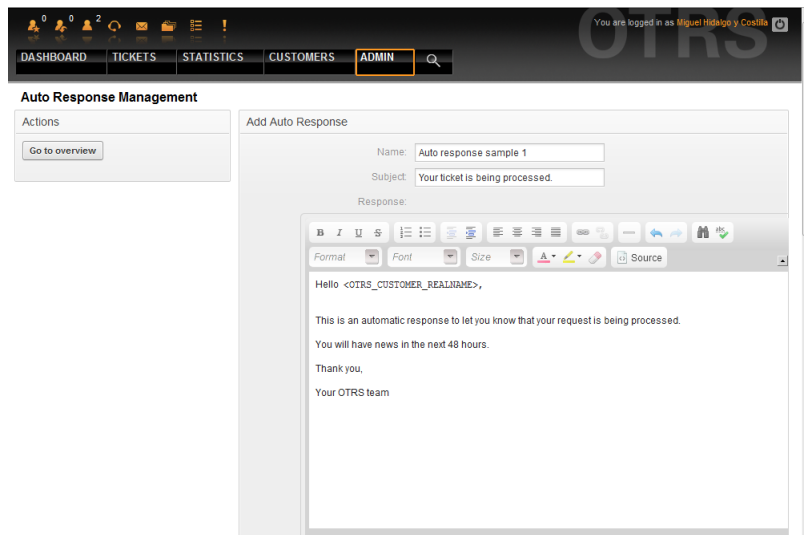 0 0 2
You are logged in as Miguel Hidalgo y Costilla
OTRS
DASHBOARD TICKETS STATISTICS CUSTOMERS ADMIN
Auto Response Management
Actions
Go to overview
Add Auto Response
Name: Auto response sample 1
Subject: Your ticket is being processed.
Response:
B I U S
Format Font Size A Source
Hello <OTRS_CUSTOMER_REALNAME>,
This is an automatic response to let you know that your request is being processed.
You will have news in the next 48 hours.
Thank you,
Your OTRS team